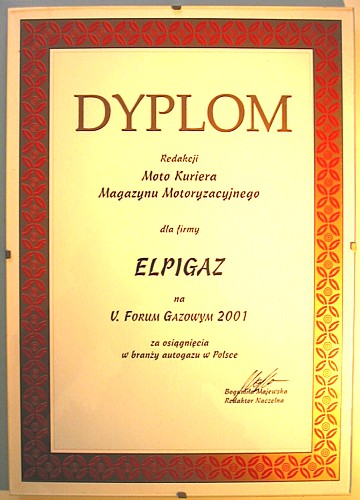 DYPLOM
Redakcji
Moto Kuriera
Magazynu Motoryzacyjnego
dla firmy
ELPIGAZ
na
V. Forum Gazowym 2001
za osiągnięcia
w branży autogazu w Polsce
Bogumiła Majewska
Redaktor Naczelna